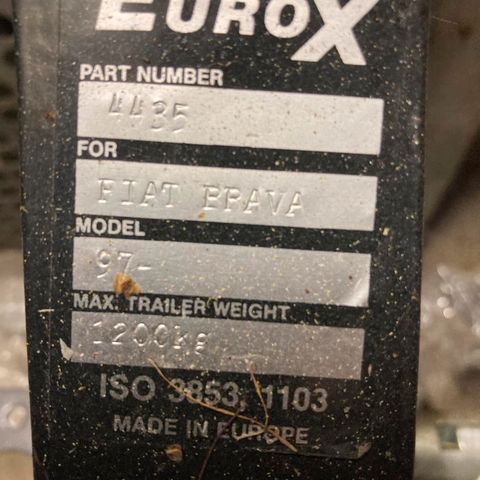 EUROX
PART NUMBER
4435
FOR
FIAT BRAVA
MODEL
97-
MAX. TRAILER WEIGHT
1200kg
ISO 3853, 1103
MADE IN EUROPE